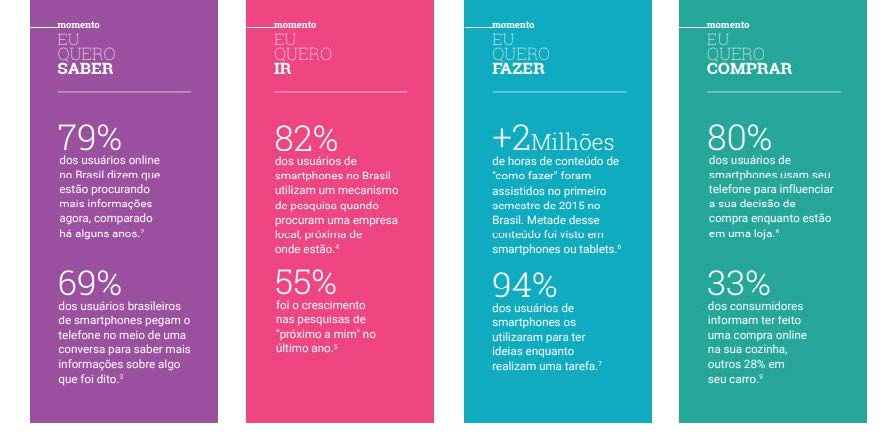 momento
EU
QUERO
SABER
79%
dos usuários online
no Brasil dizem que
estão procurando
mais informações
agora, comparado
há alguns anos.²
69%
dos usuários brasileiros
de smartphones pegam o
telefone no meio de uma
conversa para saber mais
informações sobre algo
que foi dito.³
momento
EU
QUERO
IR
82%
dos usuários de
smartphones no Brasil
utilizam um mecanismo
de pesquisa quando
procuram uma empresa
local, próxima de
onde estão.⁴
55%
foi o crescimento
nas pesquisas de
"próximo a mim" no
último ano.⁵
momento
EU
QUERO
FAZER
+2Milhões
de horas de conteúdo de
"como fazer" foram
assistidos no primeiro
semestre de 2015 no
Brasil. Metade desse
conteúdo foi visto em
smartphones ou tablets.⁶
94%
dos usuários de
smartphones os
utilizaram para ter
ideias enquanto
realizam uma tarefa.⁷
momento
EU
QUERO
COMPRAR
80%
dos usuários de
smartphones usam seu
telefone para influenciar
a sua decisão de
compra enquanto estão
em uma loja.⁸
33%
dos consumidores
informam ter feito
uma compra online
na sua cozinha,
outros 28% em
seu carro.⁹